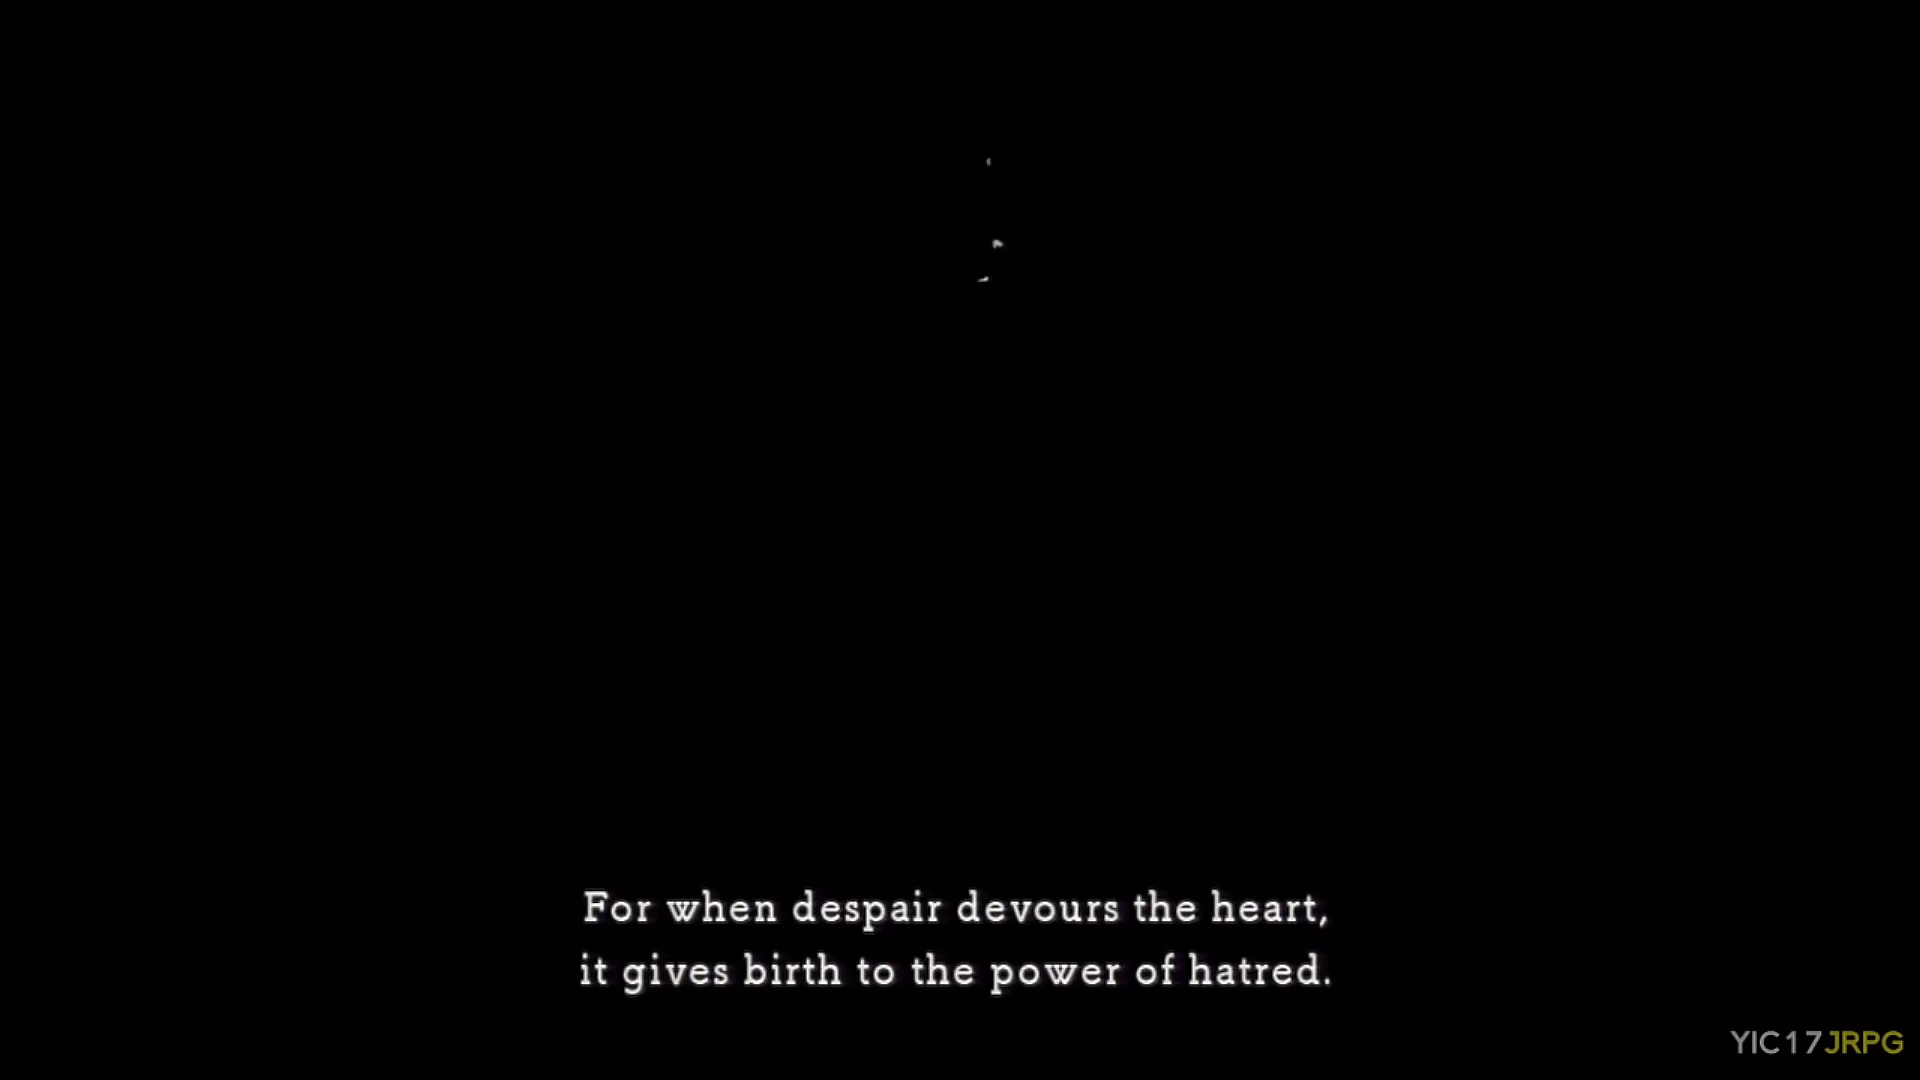 For when despair devours the heart,
it gives birth to the power of hatred.
YIC17JRPG